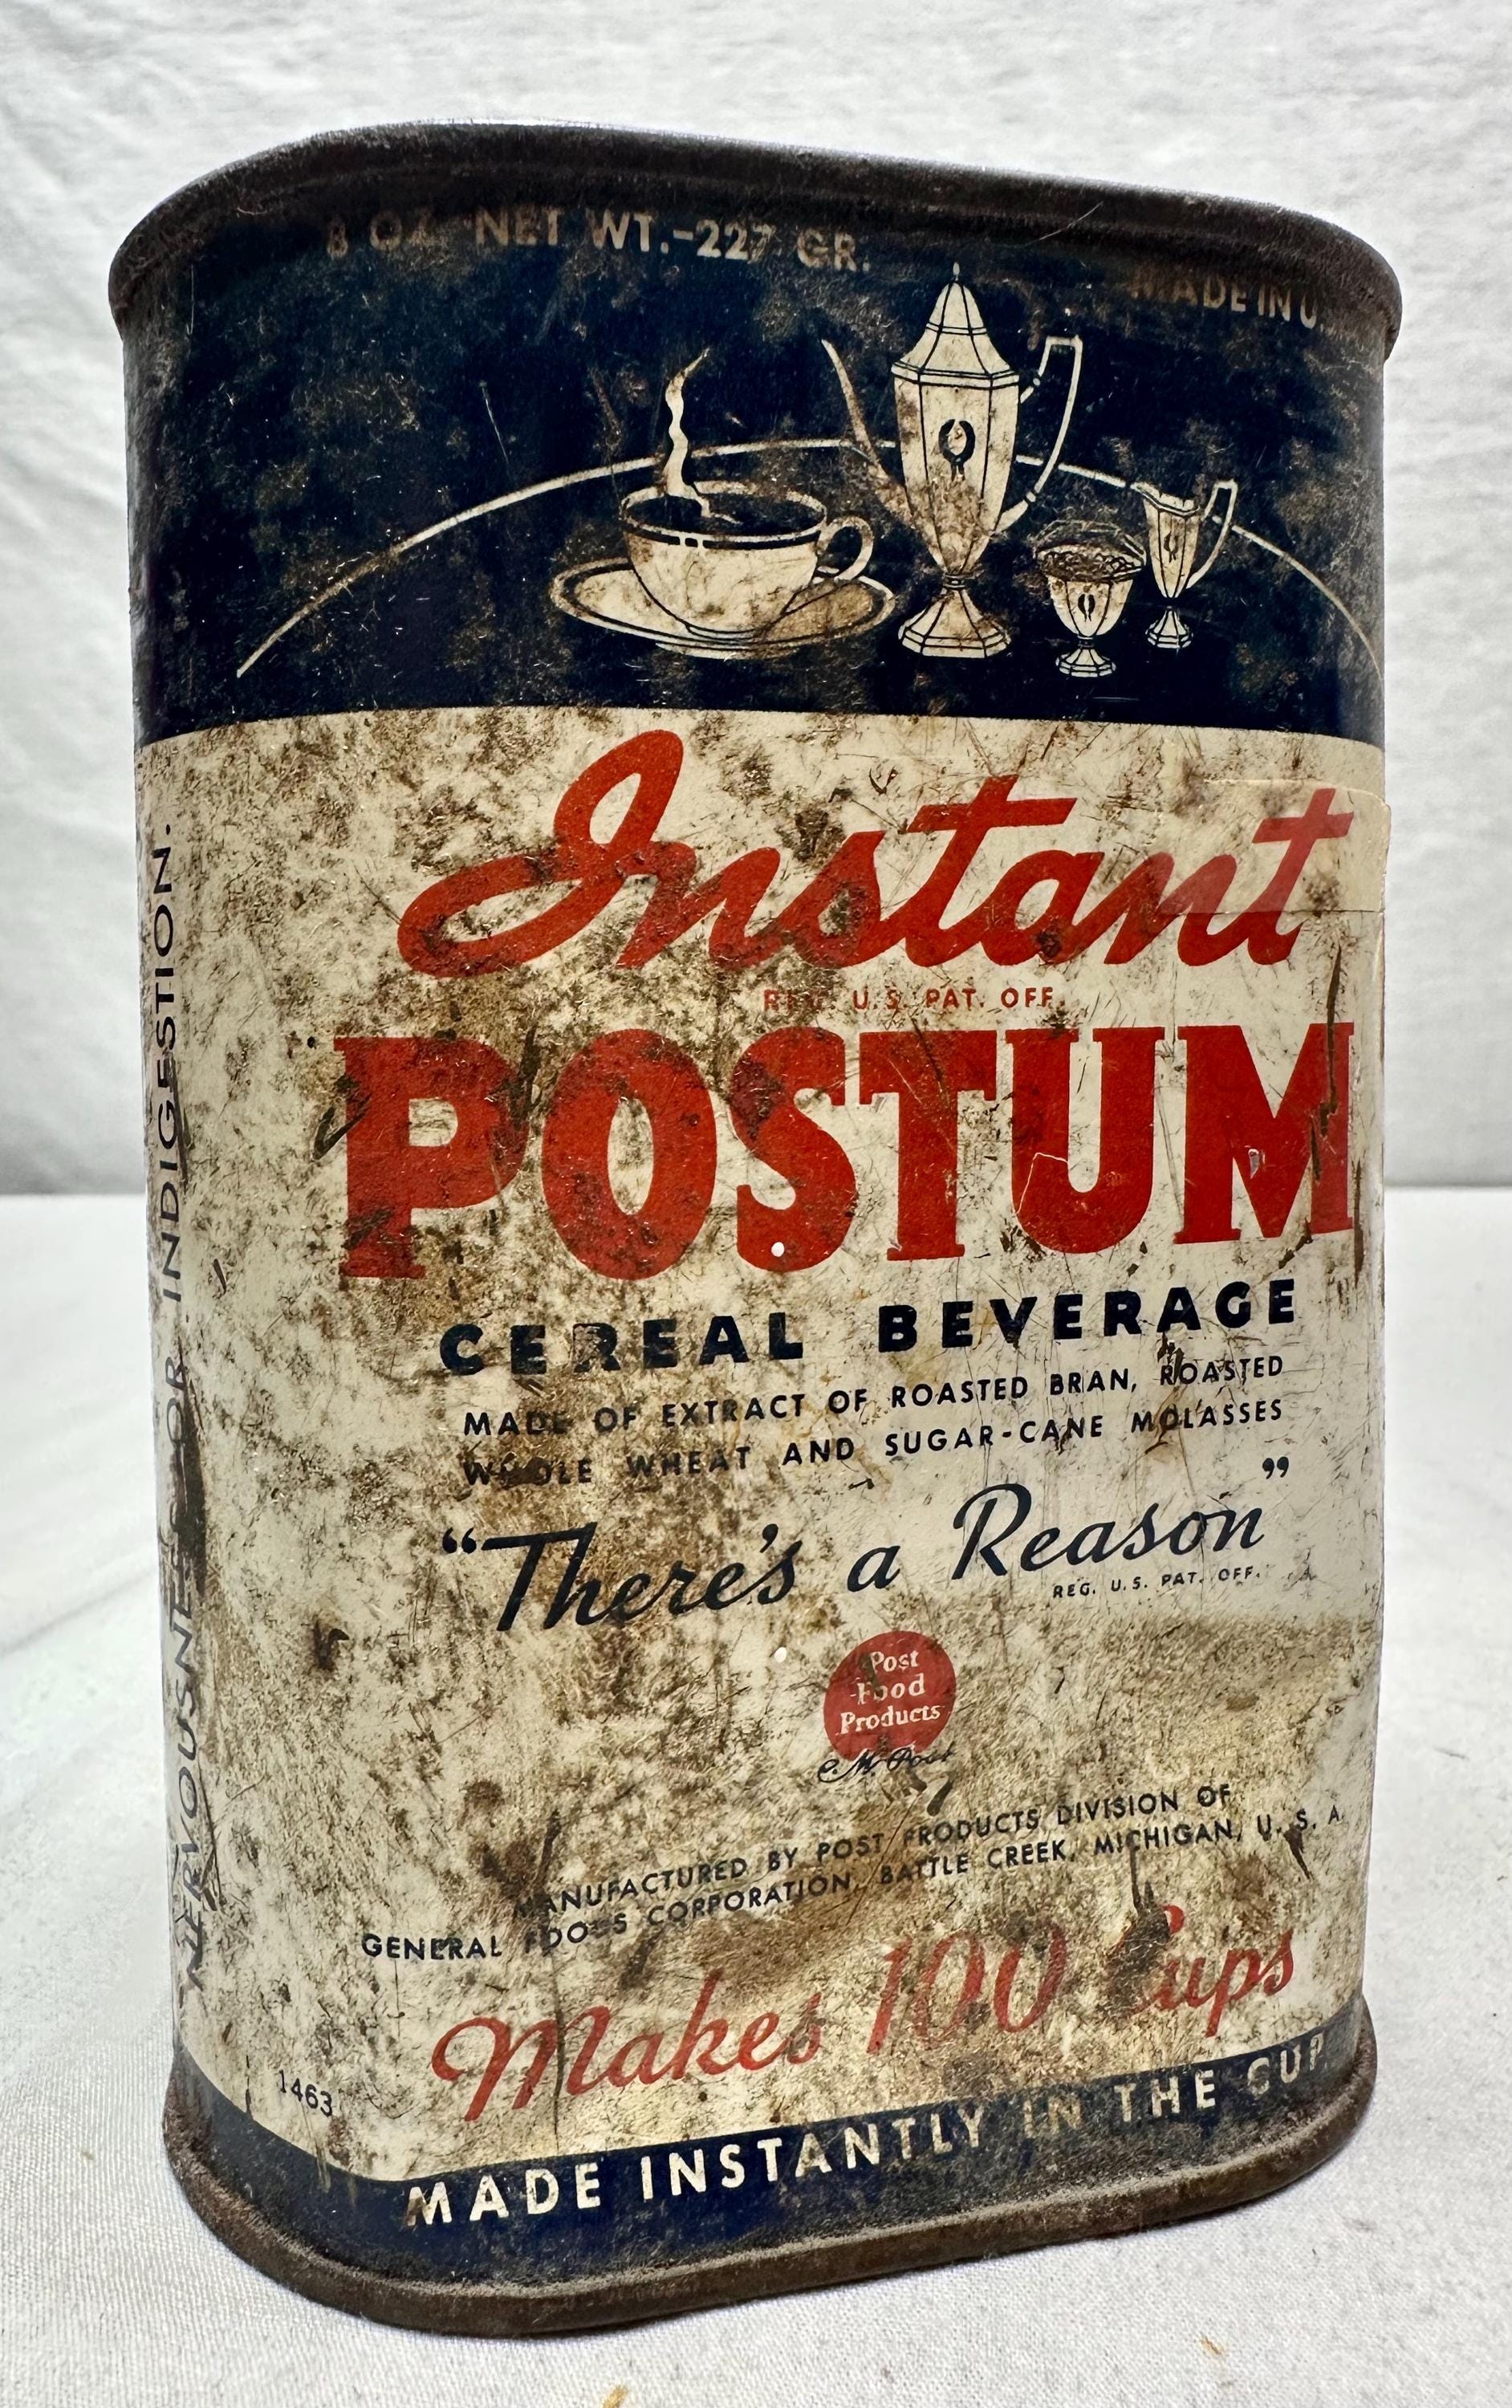 8 OZ. NET WT.-227 GR.
MADE IN U.
Instant
REG. U.S. PAT. OFF.
POSTUM
CEREAL BEVERAGE
MADE OF EXTRACT OF ROASTED BRAN, ROASTED
WHOLE WHEAT AND SUGAR-CANE MOLASSES
"There's a Reason"
REG. U.S. PAT. OFF.
Post
Food
Products
C.W. Post
MANUFACTURED BY POST PRODUCTS DIVISION OF
GENERAL FOODS CORPORATION, BATTLE CREEK, MICHIGAN, U. S. A.
Makes 100 Cups
1463
MADE INSTANTLY IN THE CUP
NERVOUSNESS OR INDIGESTION.